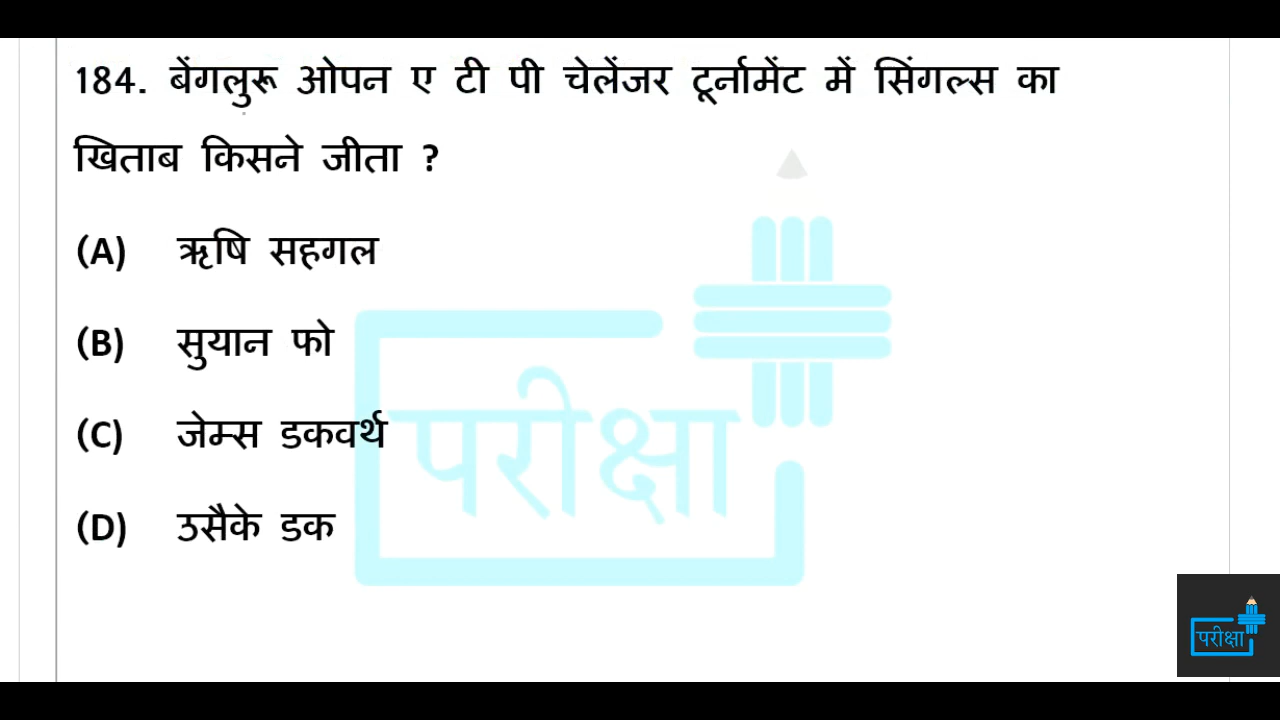 184. बेंगलुरू ओपन ए टी पी चेलेंजर टूर्नामेंट में सिंगल्स का
खिताब किसने जीता ?
(A) ऋषि सहगल
(B) सुयान फो
(C) जेम्स डकवर्थ
(D) उसैके डक
परीक्षा
परीक्षा